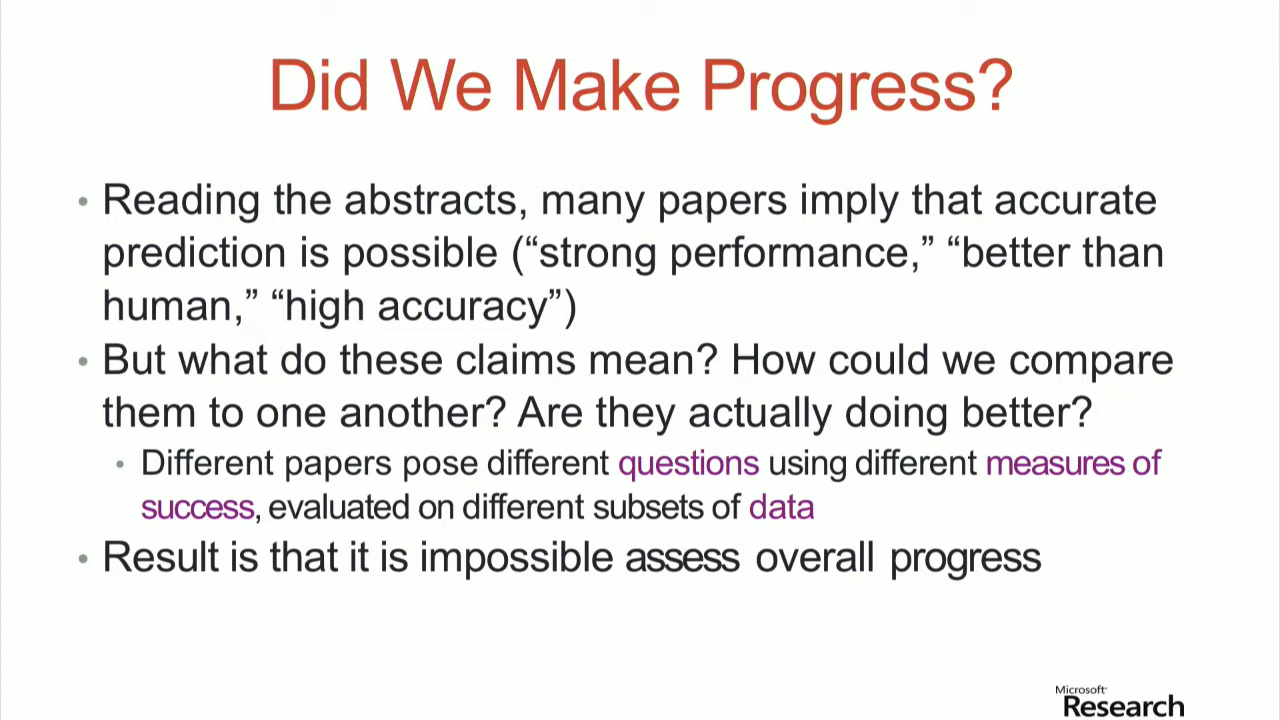 Did We Make Progress?
• Reading the abstracts, many papers imply that accurate
prediction is possible (“strong performance,” “better than
human,” “high accuracy”)
• But what do these claims mean? How could we compare
them to one another? Are they actually doing better?
• Different papers pose different questions using different measures of
success, evaluated on different subsets of data
• Result is that it is impossible assess overall progress
Microsoft
Research